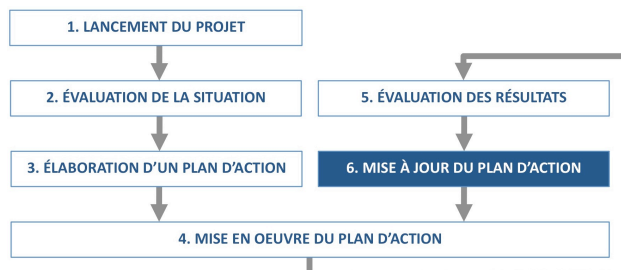 1. LANCEMENT DU PROJET
2. ÉVALUATION DE LA SITUATION
3. ÉLABORATION D'UN PLAN D'ACTION
4. MISE EN OEUVRE DU PLAN D'ACTION
5. ÉVALUATION DES RÉSULTATS
6. MISE À JOUR DU PLAN D'ACTION